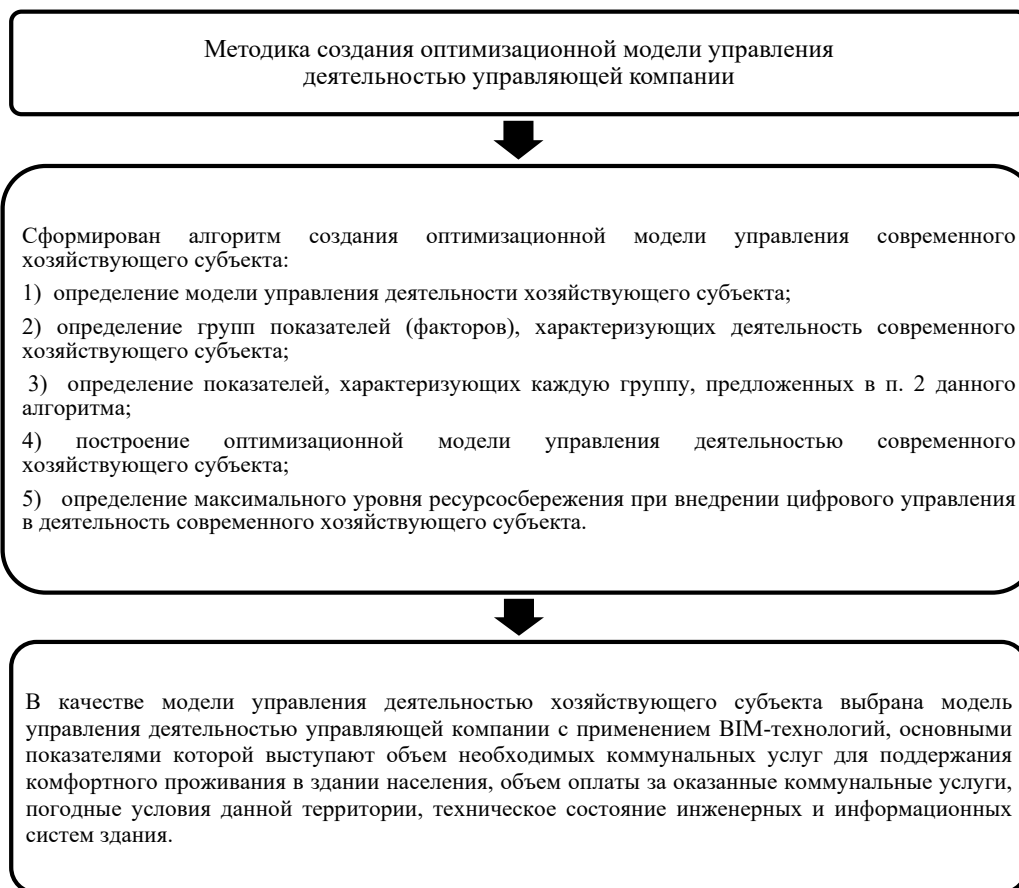 Методика создания оптимизационной модели управления
деятельностью управляющей компании
Сформирован алгоритм создания оптимизационной модели управления современного
хозяйствующего субъекта:
1) определение модели управления деятельности хозяйствующего субъекта;
2) определение групп показателей (факторов), характеризующих деятельность современного
хозяйствующего субъекта;
3) определение показателей, характеризующих каждую группу, предложенных в п. 2 данного
алгоритма;
4) построение оптимизационной модели управления деятельностью современного
хозяйствующего субъекта;
5) определение максимального уровня ресурсосбережения при внедрении цифрового управления
в деятельность современного хозяйствующего субъекта.
В качестве модели управления деятельностью хозяйствующего субъекта выбрана модель
управления деятельностью управляющей компании с применением BIM-технологий, основными
показателями которой выступают объем необходимых коммунальных услуг для поддержания
комфортного проживания в здании населения, объем оплаты за оказанные коммунальные услуги,
погодные условия данной территории, техническое состояние инженерных и информационных
систем здания.